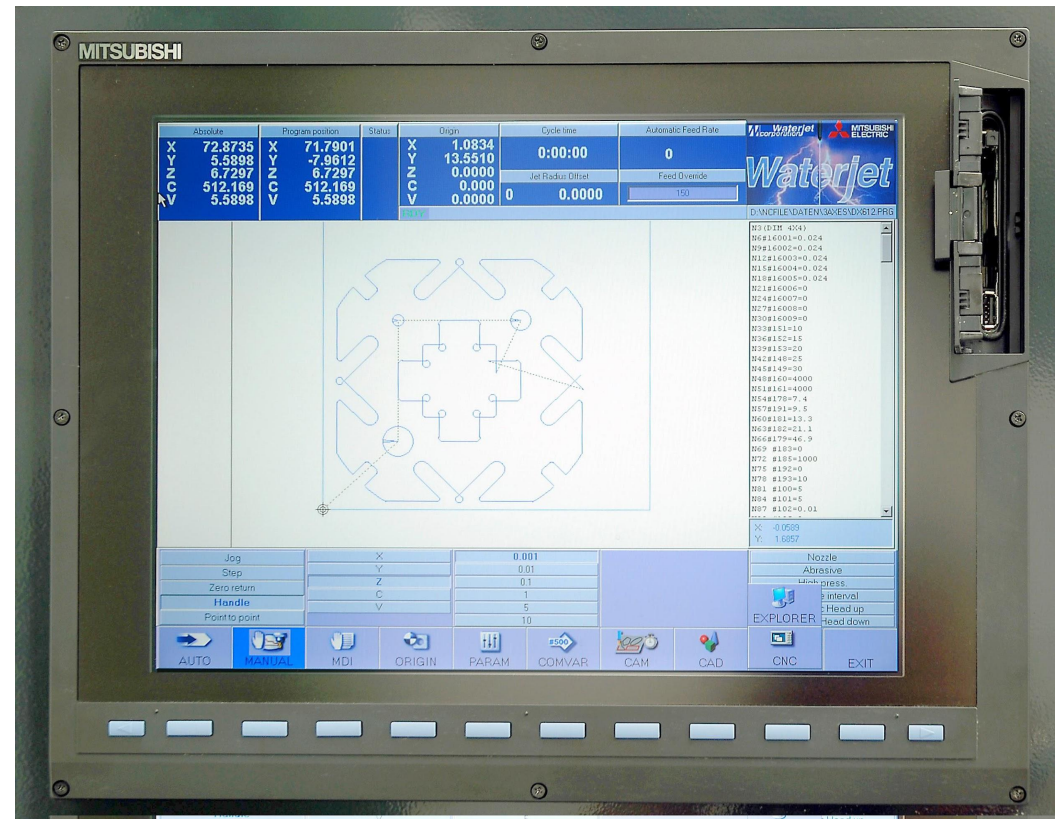 MITSUBISHI
Absolute
X 72.8735
Y 5.5898
Z 6.7297
C 512.169
V 5.5898
Program position
X 71.7901
Y -7.9612
Z 6.7297
C 512.169
V 5.5898
Status
Origin
X 1.0834
Y 13.5510
Z 0.0000
C 0.000
V 0.0000
Cycle time
0:00:00
Jet Radius Offset
0 0.0000
Automatic Feed Rate
0
Feed Override
150
Waterjet
MITSUBISHI
ELECTRIC
Waterjet
D:\NCFILE\DATEN\3AXES\DX612.PRG
N3(DIM 4X4)
N6#16001=0.024
N9#16002=0.024
N12#16003=0.024
N15#16004=0.024
N18#16005=0.024
N21#16006=0
N24#16007=0
N27#16008=0
N30#16009=0
N33#151=10
N36#152=15
N39#153=20
N42#148=25
N45#149=30
N48#160=4000
N51#161=4000
N54#178=7.4
N57#191=9.5
N60#181=13.3
N63#182=21.1
N66#179=46.9
N69 #183=0
N72 #185=1000
N75 #192=0
N78 #193=10
N81 #100=5
N84 #101=5
N87 #102=0.01
X: -0.0589
Y: 1.6857
Jog
Step
Zero return
Handle
Point to point
X
Y
Z
C
V
0.001
0.01
0.1
1
5
10
Nozzle
Abrasive
High press.
interval
Head up
Head down
EXPLORER
AUTO
MANUAL
MDI
ORIGIN
PARAM
#500
COMVAR
CAM
CAD
CNC
EXIT